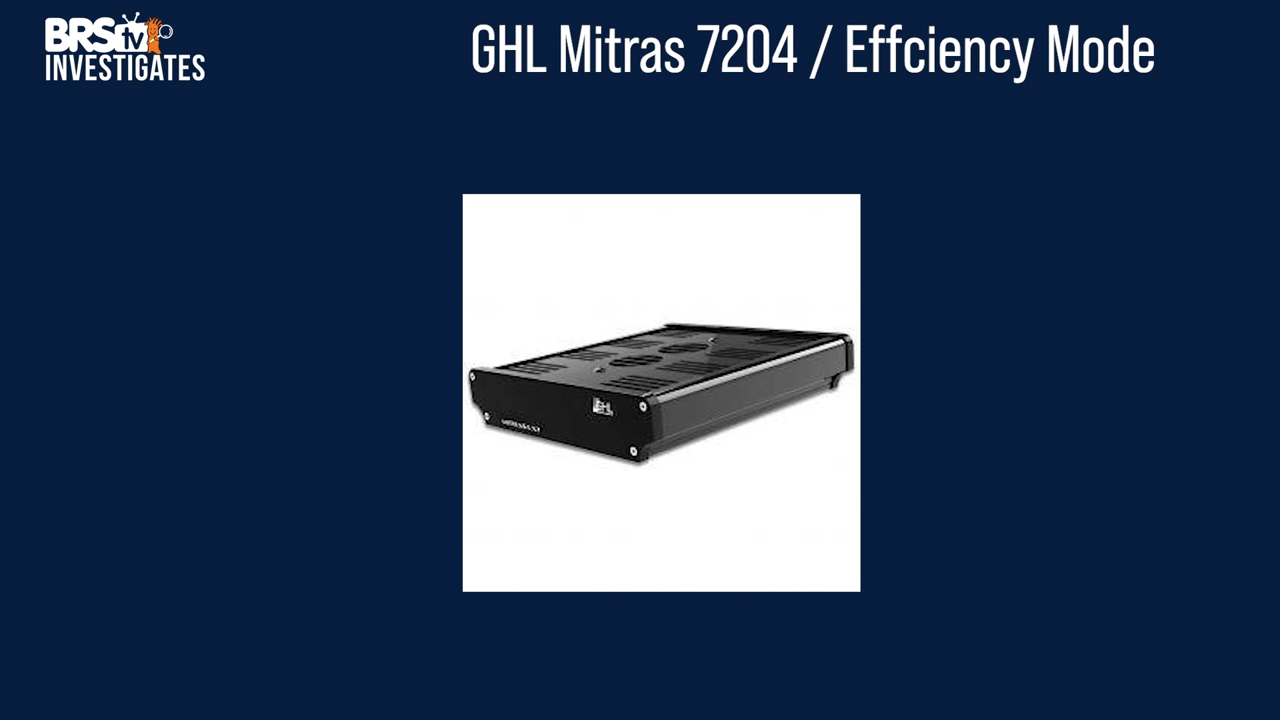 BRStv
INVESTIGATES
GHL Mitras 7204 / Effciency Mode
GHL